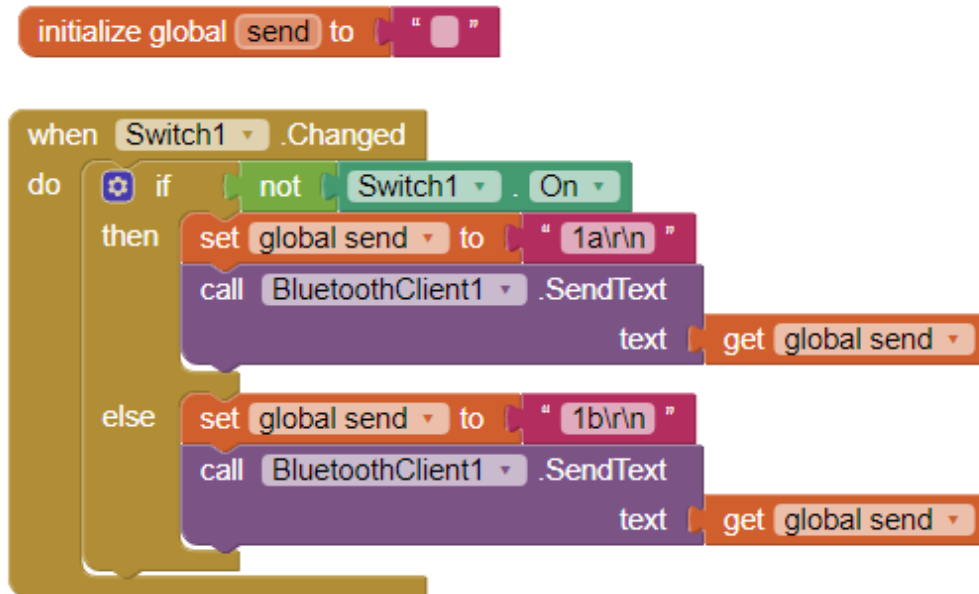 initialize global send to " "
when Switch1 .Changed
do if not Switch1 . On
then set global send to " 1a\r\n "
call BluetoothClient1 .SendText
text get global send
else set global send to " 1b\r\n "
call BluetoothClient1 .SendText
text get global send